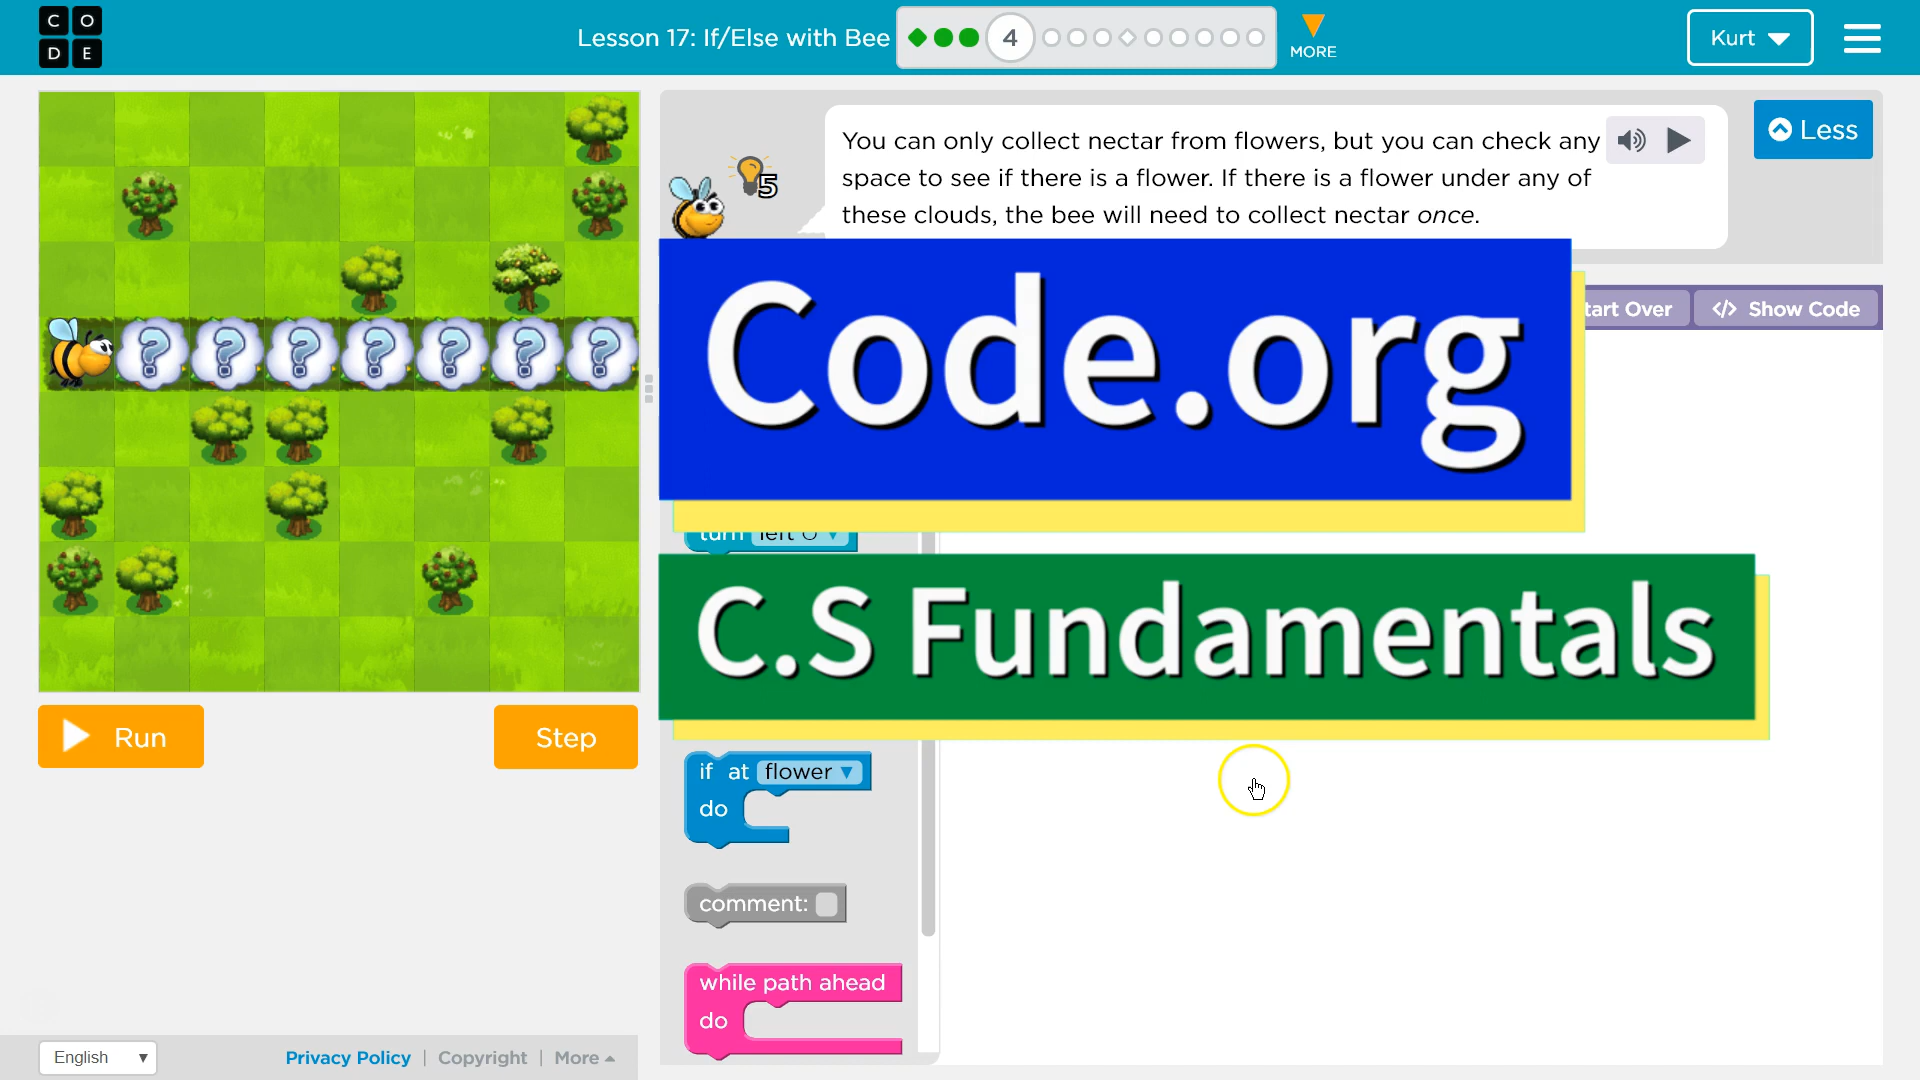 C O
D E
Lesson 17: If/Else with Bee
4
MORE
Kurt
You can only collect nectar from flowers, but you can check any
space to see if there is a flower. If there is a flower under any of
these clouds, the bee will need to collect nectar once.
5
Less
Code.org
tart Over
</> Show Code
? ? ? ? ? ? ?
turn left
C.S Fundamentals
Run
Step
if at flower
do
comment:
while path ahead
do
English
Privacy Policy | Copyright | More